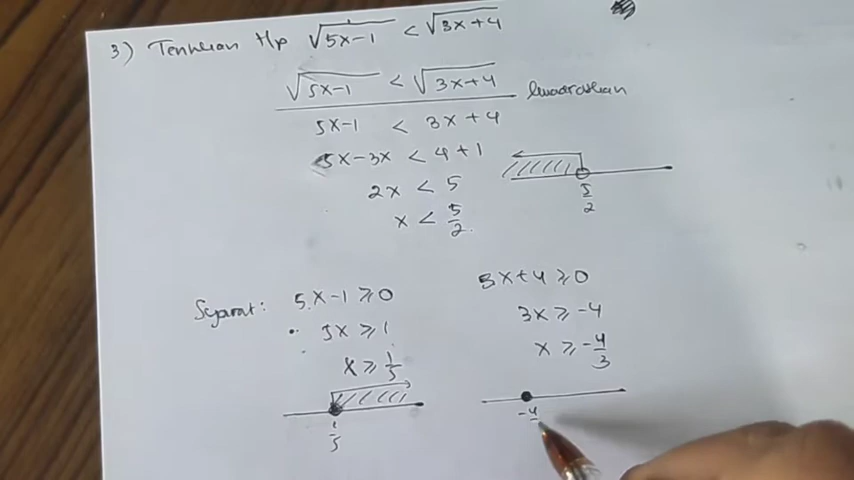 3) Tentukan Hp √5x-1 < √3x+4
√5x-1 < √3x+4 kuadratkan
5x-1 < 3x+4
5x-3x < 4+1
2x < 5
x < 5/2
5/2
Syarat: 5x-1 ≥ 0
5x ≥ 1
x ≥ 1/5
1/5
3x+4 ≥ 0
3x ≥ -4
x ≥ -4/3
-4